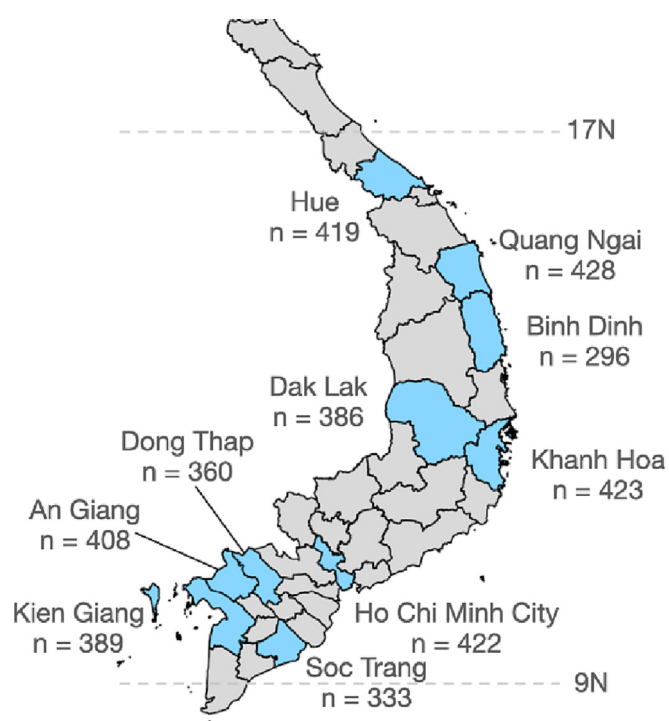 17N
Hue
n = 419
Quang Ngai
n = 428
Binh Dinh
n = 296
Dak Lak
n = 386
Dong Thap
n = 360
Khanh Hoa
n = 423
An Giang
n = 408
Kien Giang
n = 389
Ho Chi Minh City
n = 422
Soc Trang
n = 333
9N